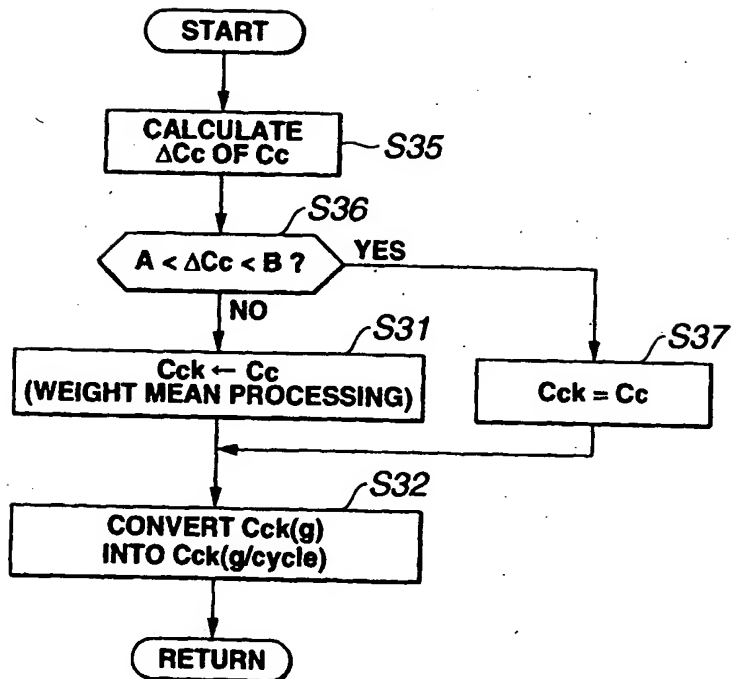 START
CALCULATE
ΔCc OF Cc
S35
S36
A < ΔCc < B ?
YES
NO
S31
Cck ← Cc
(WEIGHT MEAN PROCESSING)
S37
Cck = Cc
S32
CONVERT Cck(g)
INTO Cck(g/cycle)
RETURN